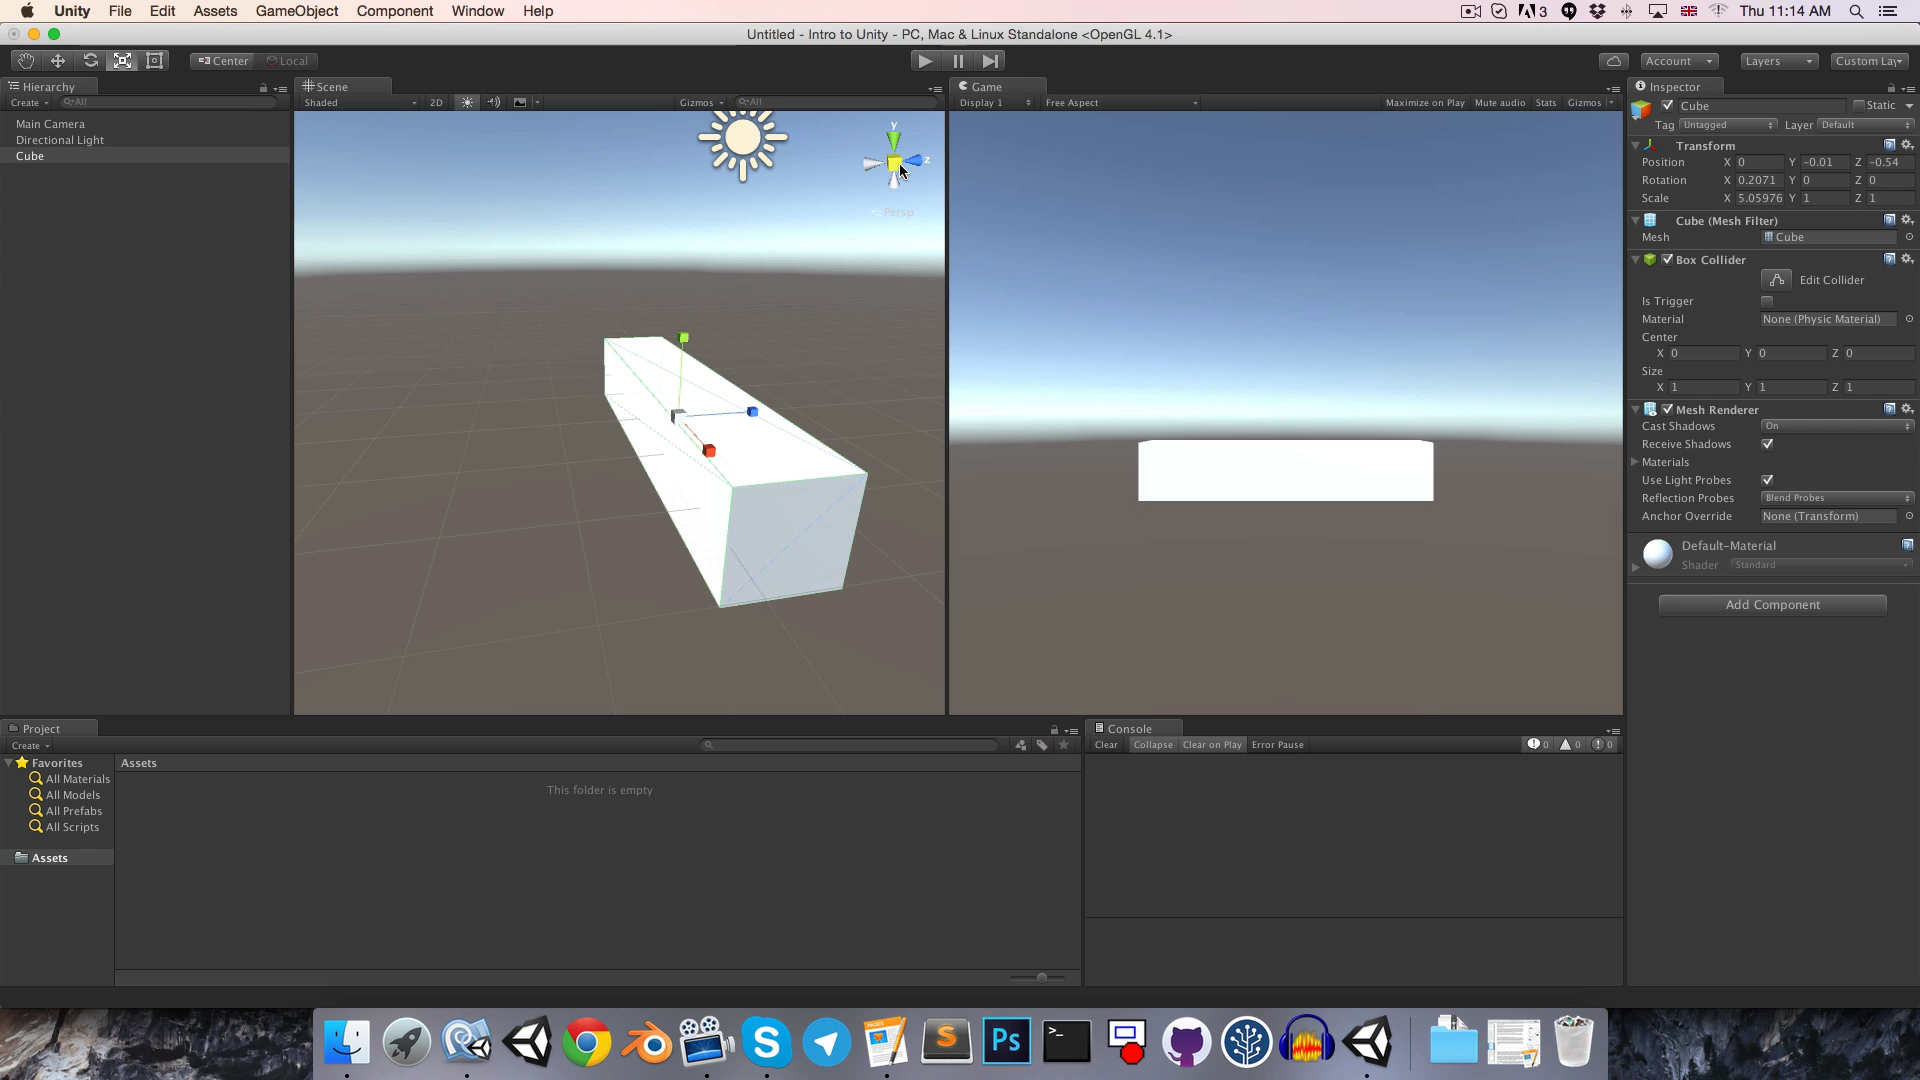 Unity File Edit Assets GameObject Component Window Help 3 Thu 11:14 AM
Untitled - Intro to Unity - PC, Mac & Linux Standalone <OpenGL 4.1>
Center Local Account Layers Custom Lay
Hierarchy Scene Game Inspector
Create All Shaded 2D Gizmos All Display 1 Free Aspect Maximize on Play Mute audio Stats Gizmos
Cube Static
Main Camera
Tag Untagged Layer Default
y
Directional Light
Transform
Cube
z
Position X 0 Y -0.01 Z -0.54
Rotation X 0.2071 Y 0 Z 0
Scale X 5.05976 Y 1 Z 1
Persp
Cube (Mesh Filter)
Mesh Cube
Box Collider
Edit Collider
Is Trigger
Material None (Physic Material)
Center
X 0 Y 0 Z 0
Size
X 1 Y 1 Z 1
Mesh Renderer
Cast Shadows On
Receive Shadows
Materials
Use Light Probes
Reflection Probes Blend Probes
Anchor Override None (Transform)
Default-Material
Shader Standard
Add Component
Project Console
Create Clear Collapse Clear on Play Error Pause 0 0 0
Favorites Assets
All Materials
This folder is empty
All Models
All Prefabs
All Scripts
Assets
S S Ps >_
PAGES